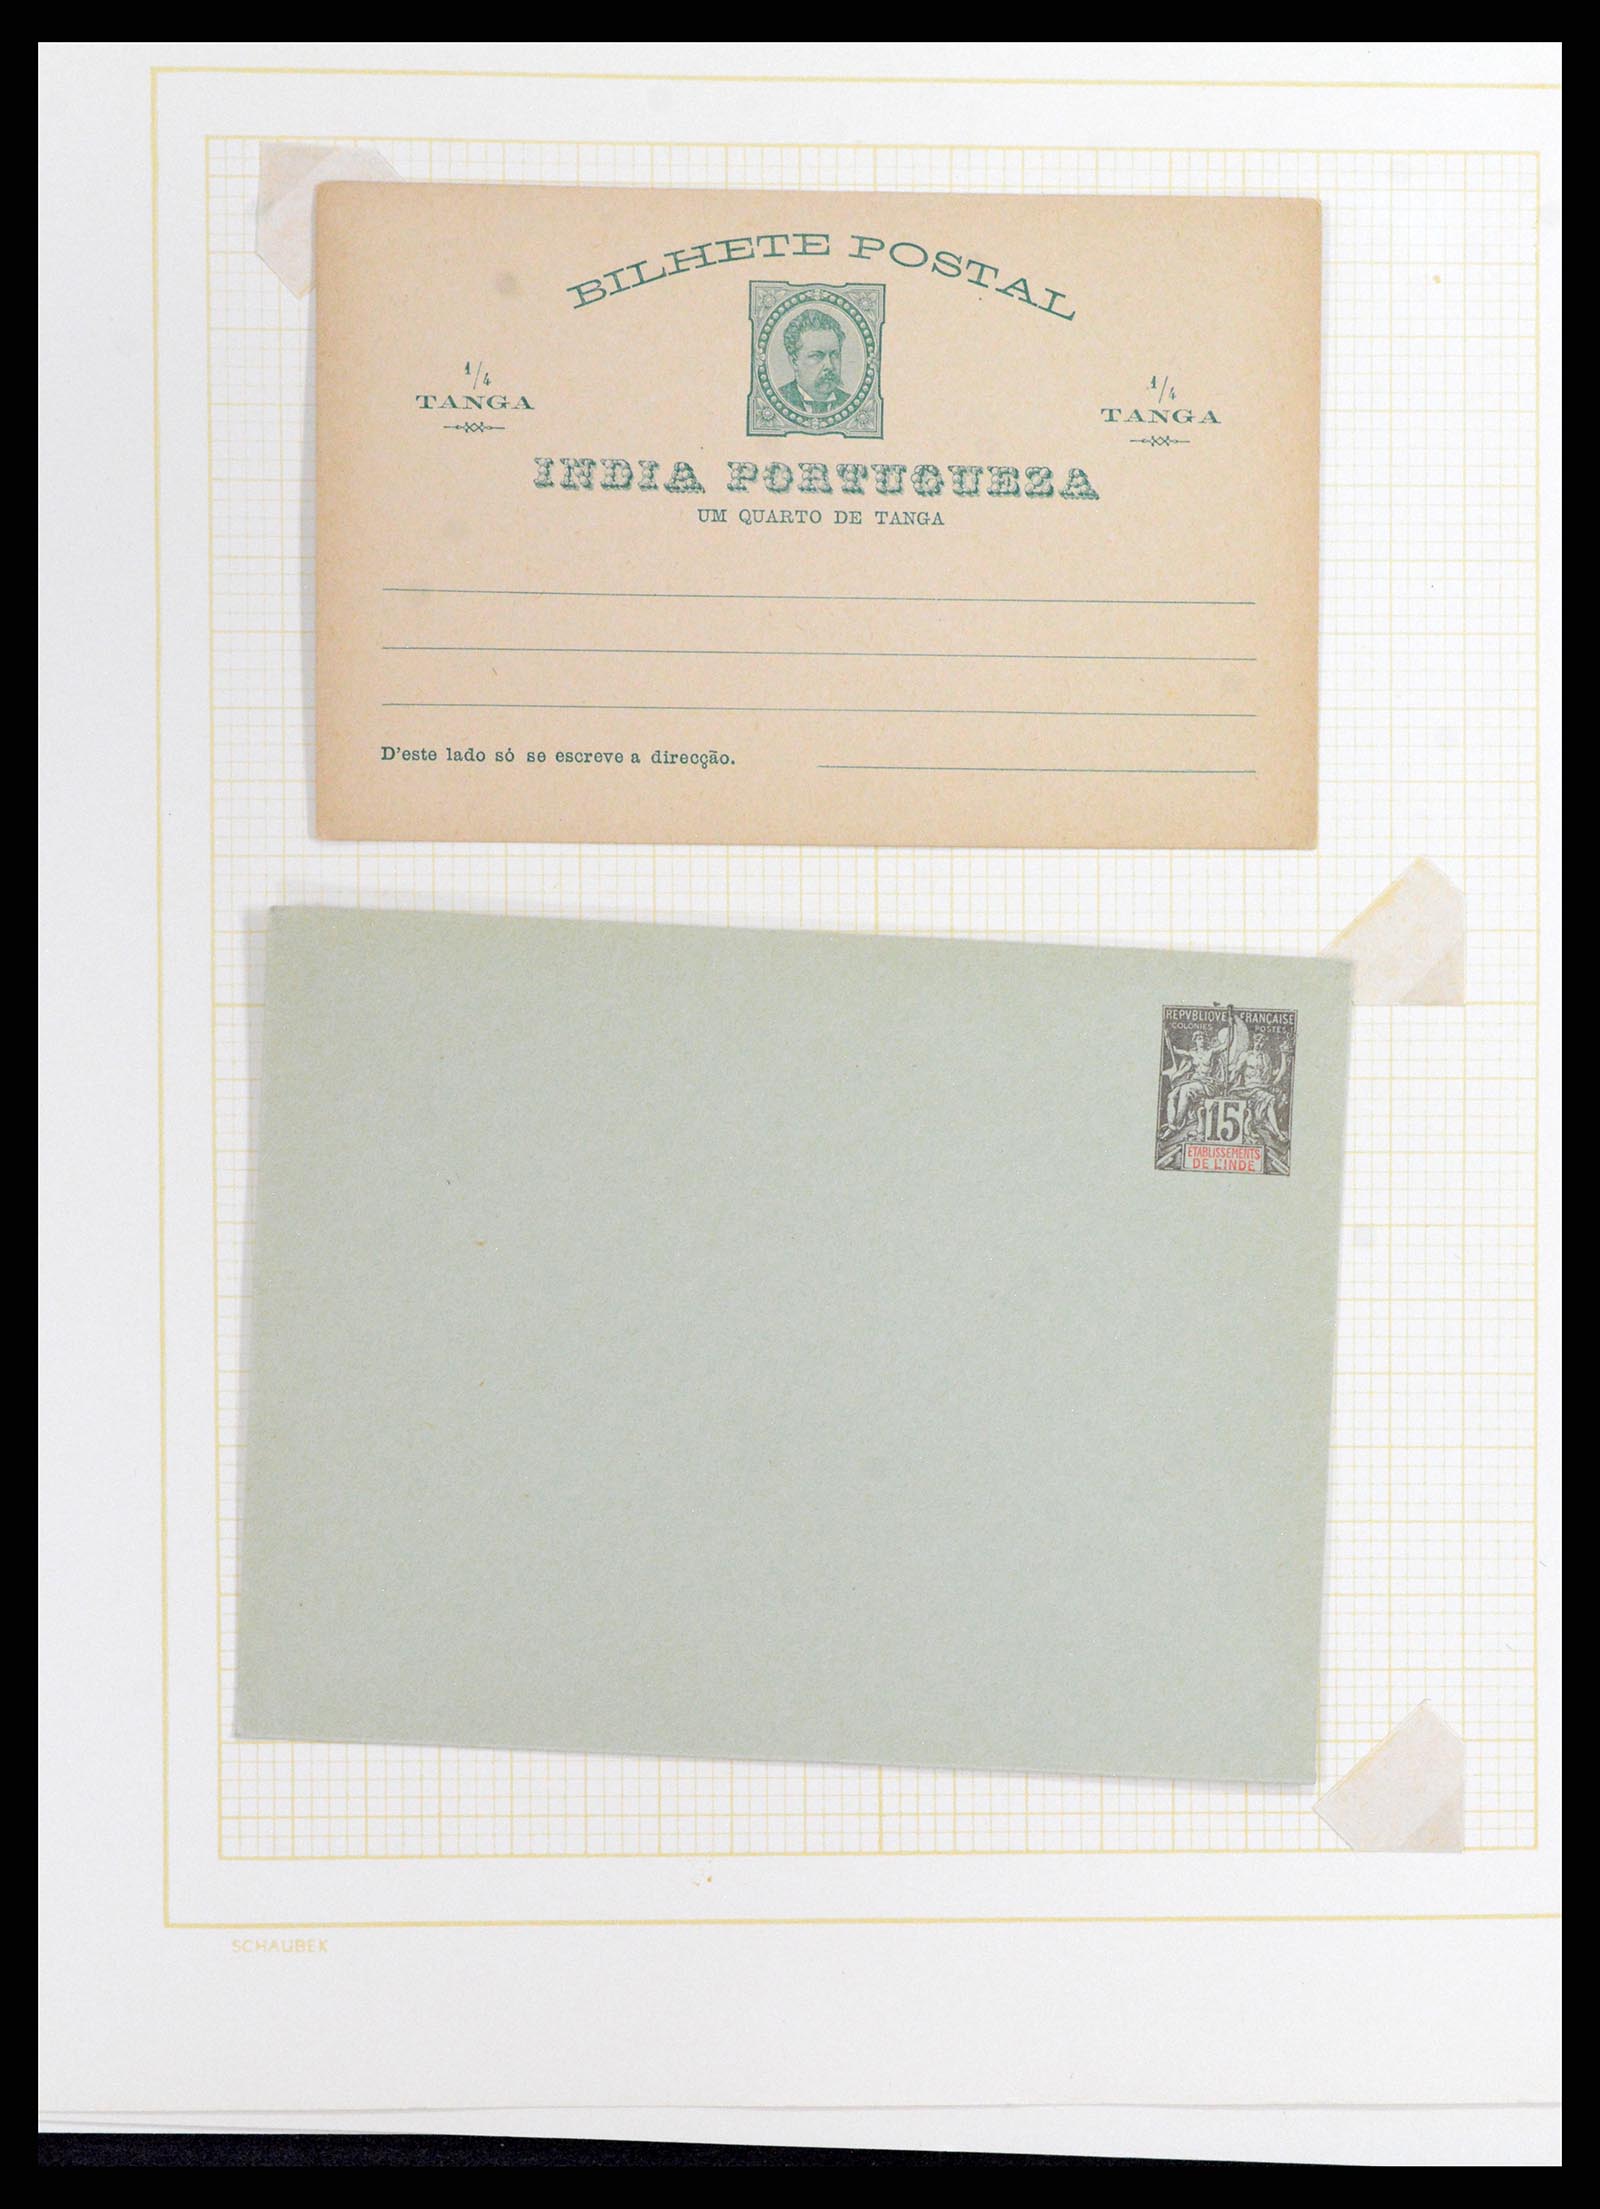 BILHETE POSTAL
1/4
TANGA
1/4
TANGA
INDIA PORTUGUEZA
UM QUARTO DE TANGA
D'este lado só se escreve a direcção.
REPVBLIQVE FRANÇAISE
COLONIES POSTES
15
ETABLISSEMENTS
DE L'INDE
SCHAUBEK